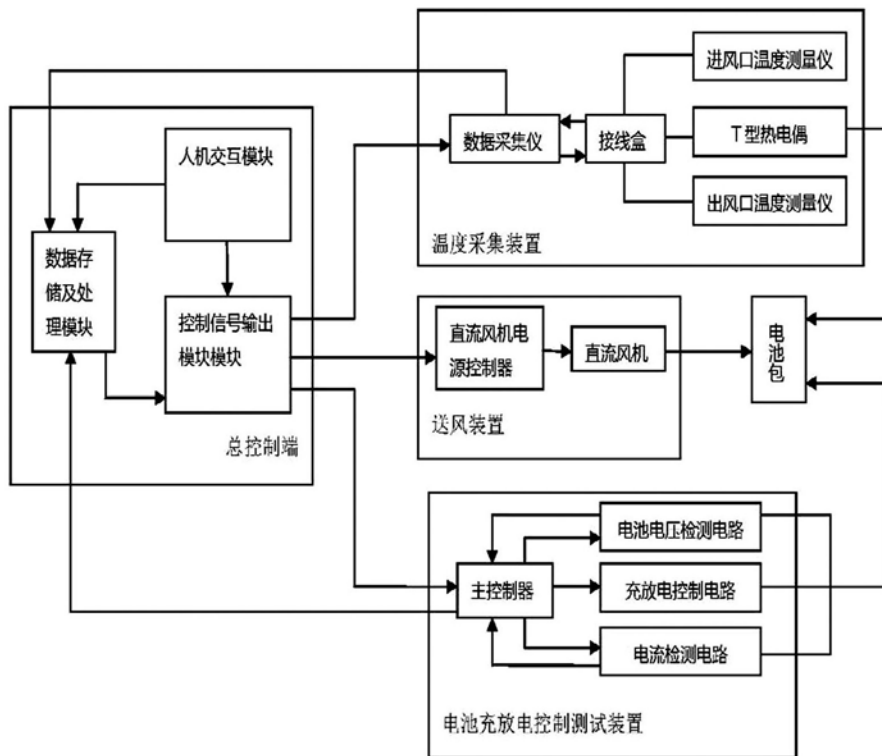 人机交互模块
数据存
储及处
理模块
控制信号输出
模块模块
总控制端
进风口温度测量仪
数据采集仪
接线盒
T型热电偶
出风口温度测量仪
温度采集装置
直流风机电
源控制器
直流风机
送风装置
电池包
电池电压检测电路
主控制器
充放电控制电路
电流检测电路
电池充放电控制测试装置